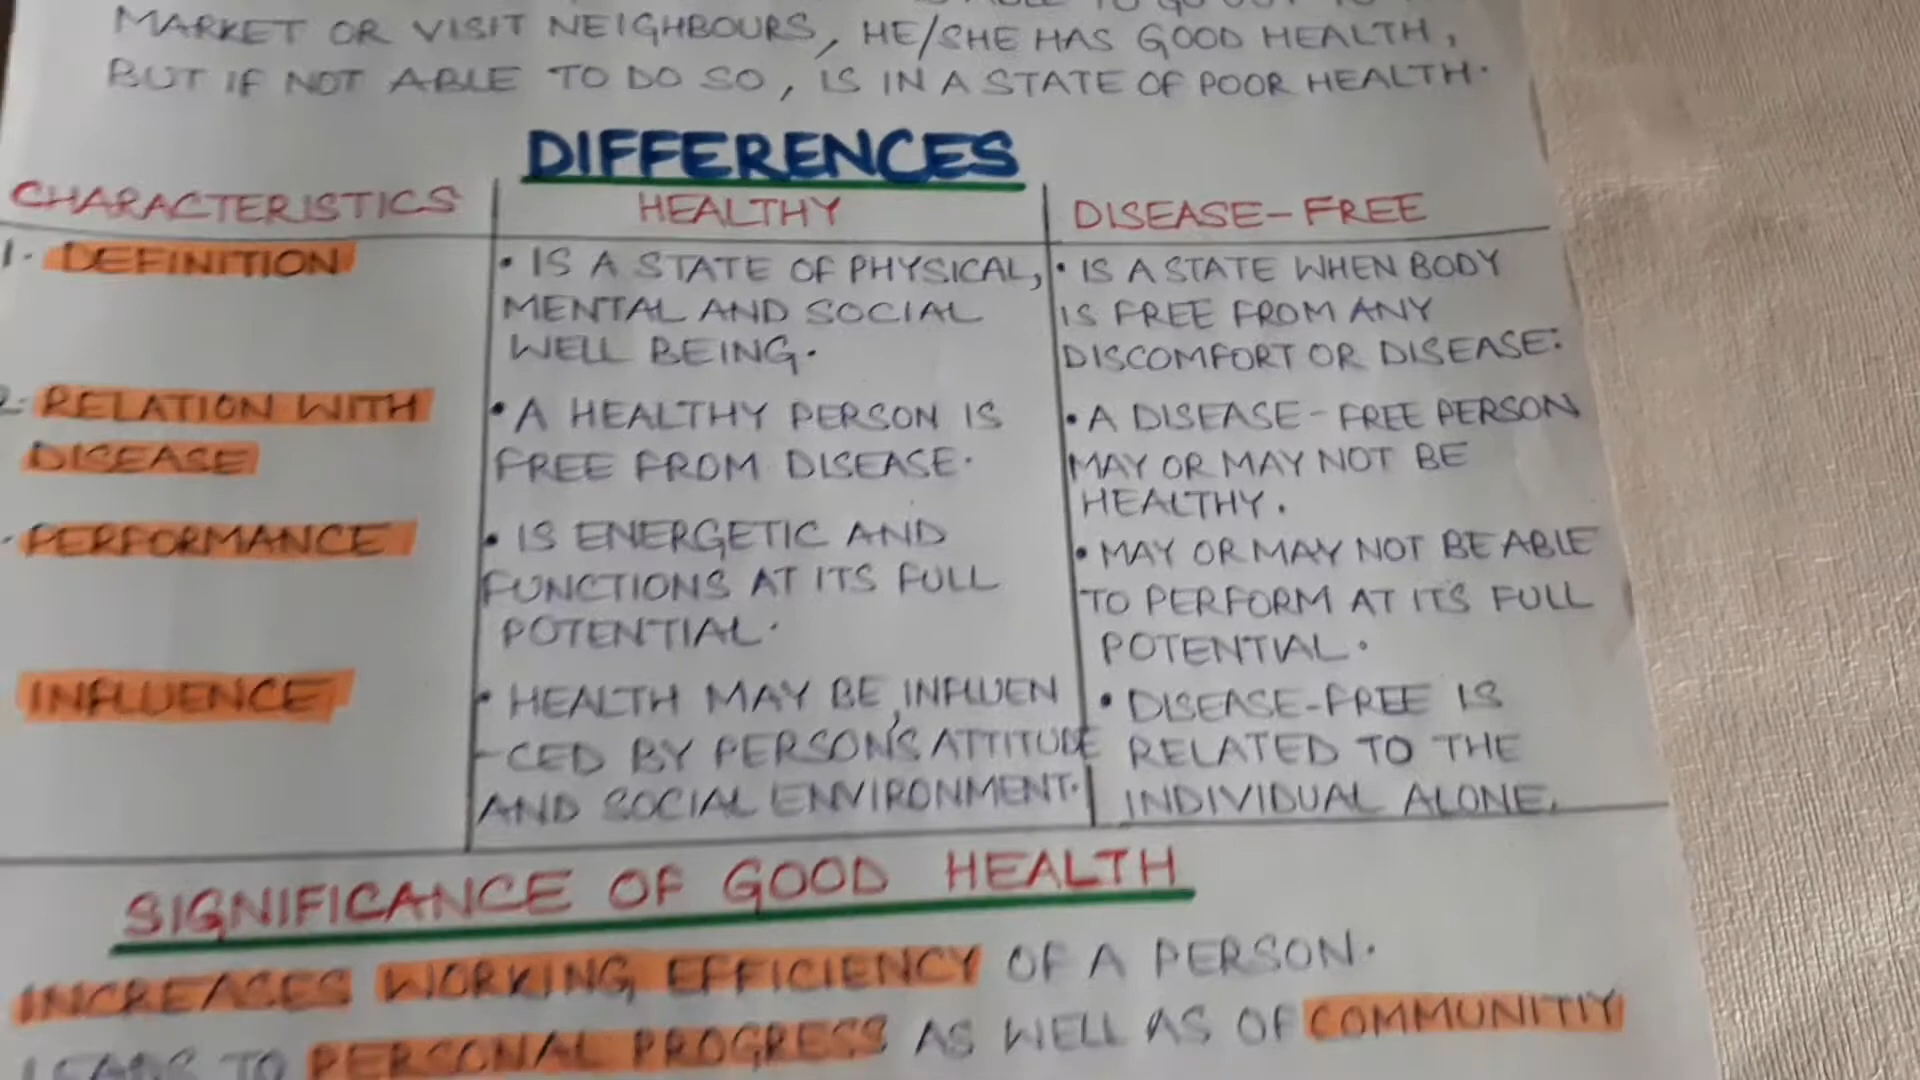 MARKET OR VISIT NEIGHBOURS, HE/SHE HAS GOOD HEALTH,
BUT IF NOT ABLE TO DO SO, IS IN A STATE OF POOR HEALTH.
DIFFERENCES
CHARACTERISTICS
HEALTHY
DISEASE-FREE
1. DEFINITION
• IS A STATE OF PHYSICAL,
MENTAL AND SOCIAL
WELL BEING.
• IS A STATE WHEN BODY
IS FREE FROM ANY
DISCOMFORT OR DISEASE:
2. RELATION WITH
DISEASE
• A HEALTHY PERSON IS
FREE FROM DISEASE.
• A DISEASE-FREE PERSON
MAY OR MAY NOT BE
HEALTHY.
PERFORMANCE
• IS ENERGETIC AND
FUNCTIONS AT ITS FULL
POTENTIAL.
• MAY OR MAY NOT BE ABLE
TO PERFORM AT ITS FULL
POTENTIAL.
INFLUENCE
• HEALTH MAY BE INFLUEN
-CED BY PERSON'S ATTITUDE
AND SOCIAL ENVIRONMENT.
• DISEASE-FREE IS
RELATED TO THE
INDIVIDUAL ALONE.
SIGNIFICANCE OF GOOD HEALTH
INCREASES WORKING EFFICIENCY OF A PERSON.
LEADS TO PERSONAL PROGRESS AS WELL AS OF COMMUNITIY